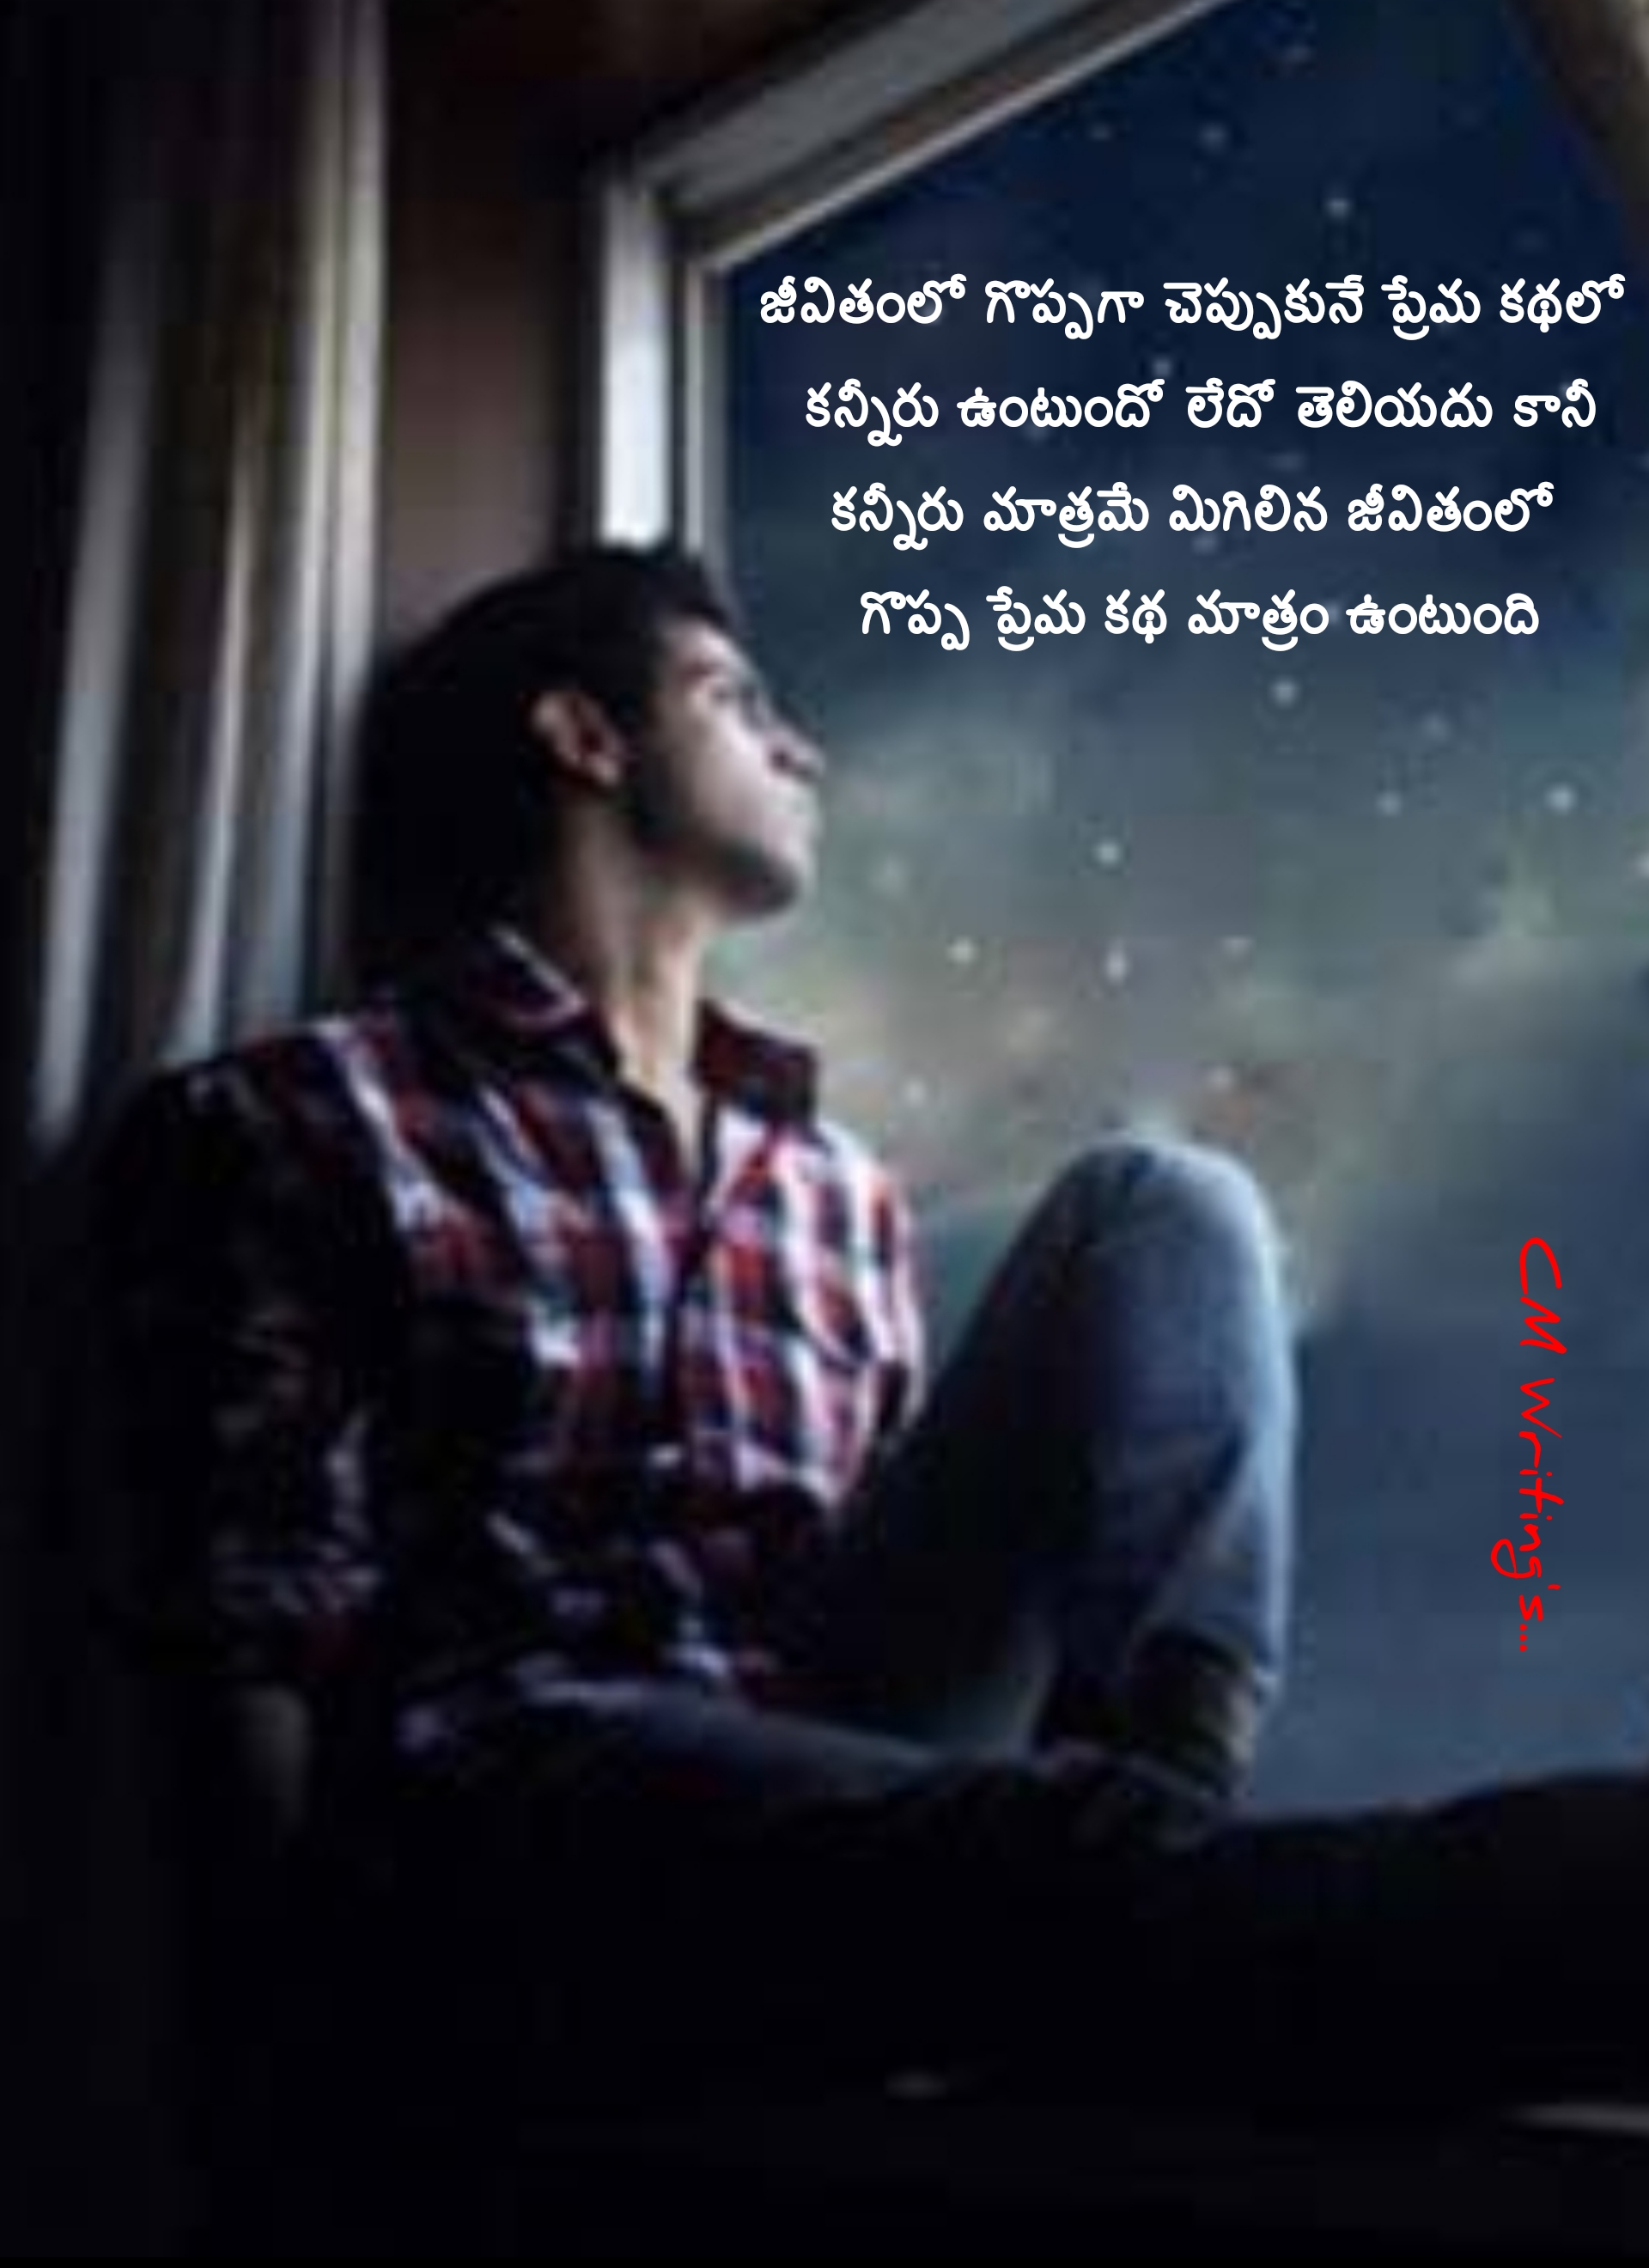 జీవితంలో గొప్పగా చెప్పుకునే ప్రేమ కథలో
కన్నీరు ఉంటుందో లేదో తెలియదు కానీ
కన్నీరు మాత్రమే మిగిలిన జీవితంలో
గొప్ప ప్రేమ కథ మాత్రం ఉంటుంది
CM Writing's...